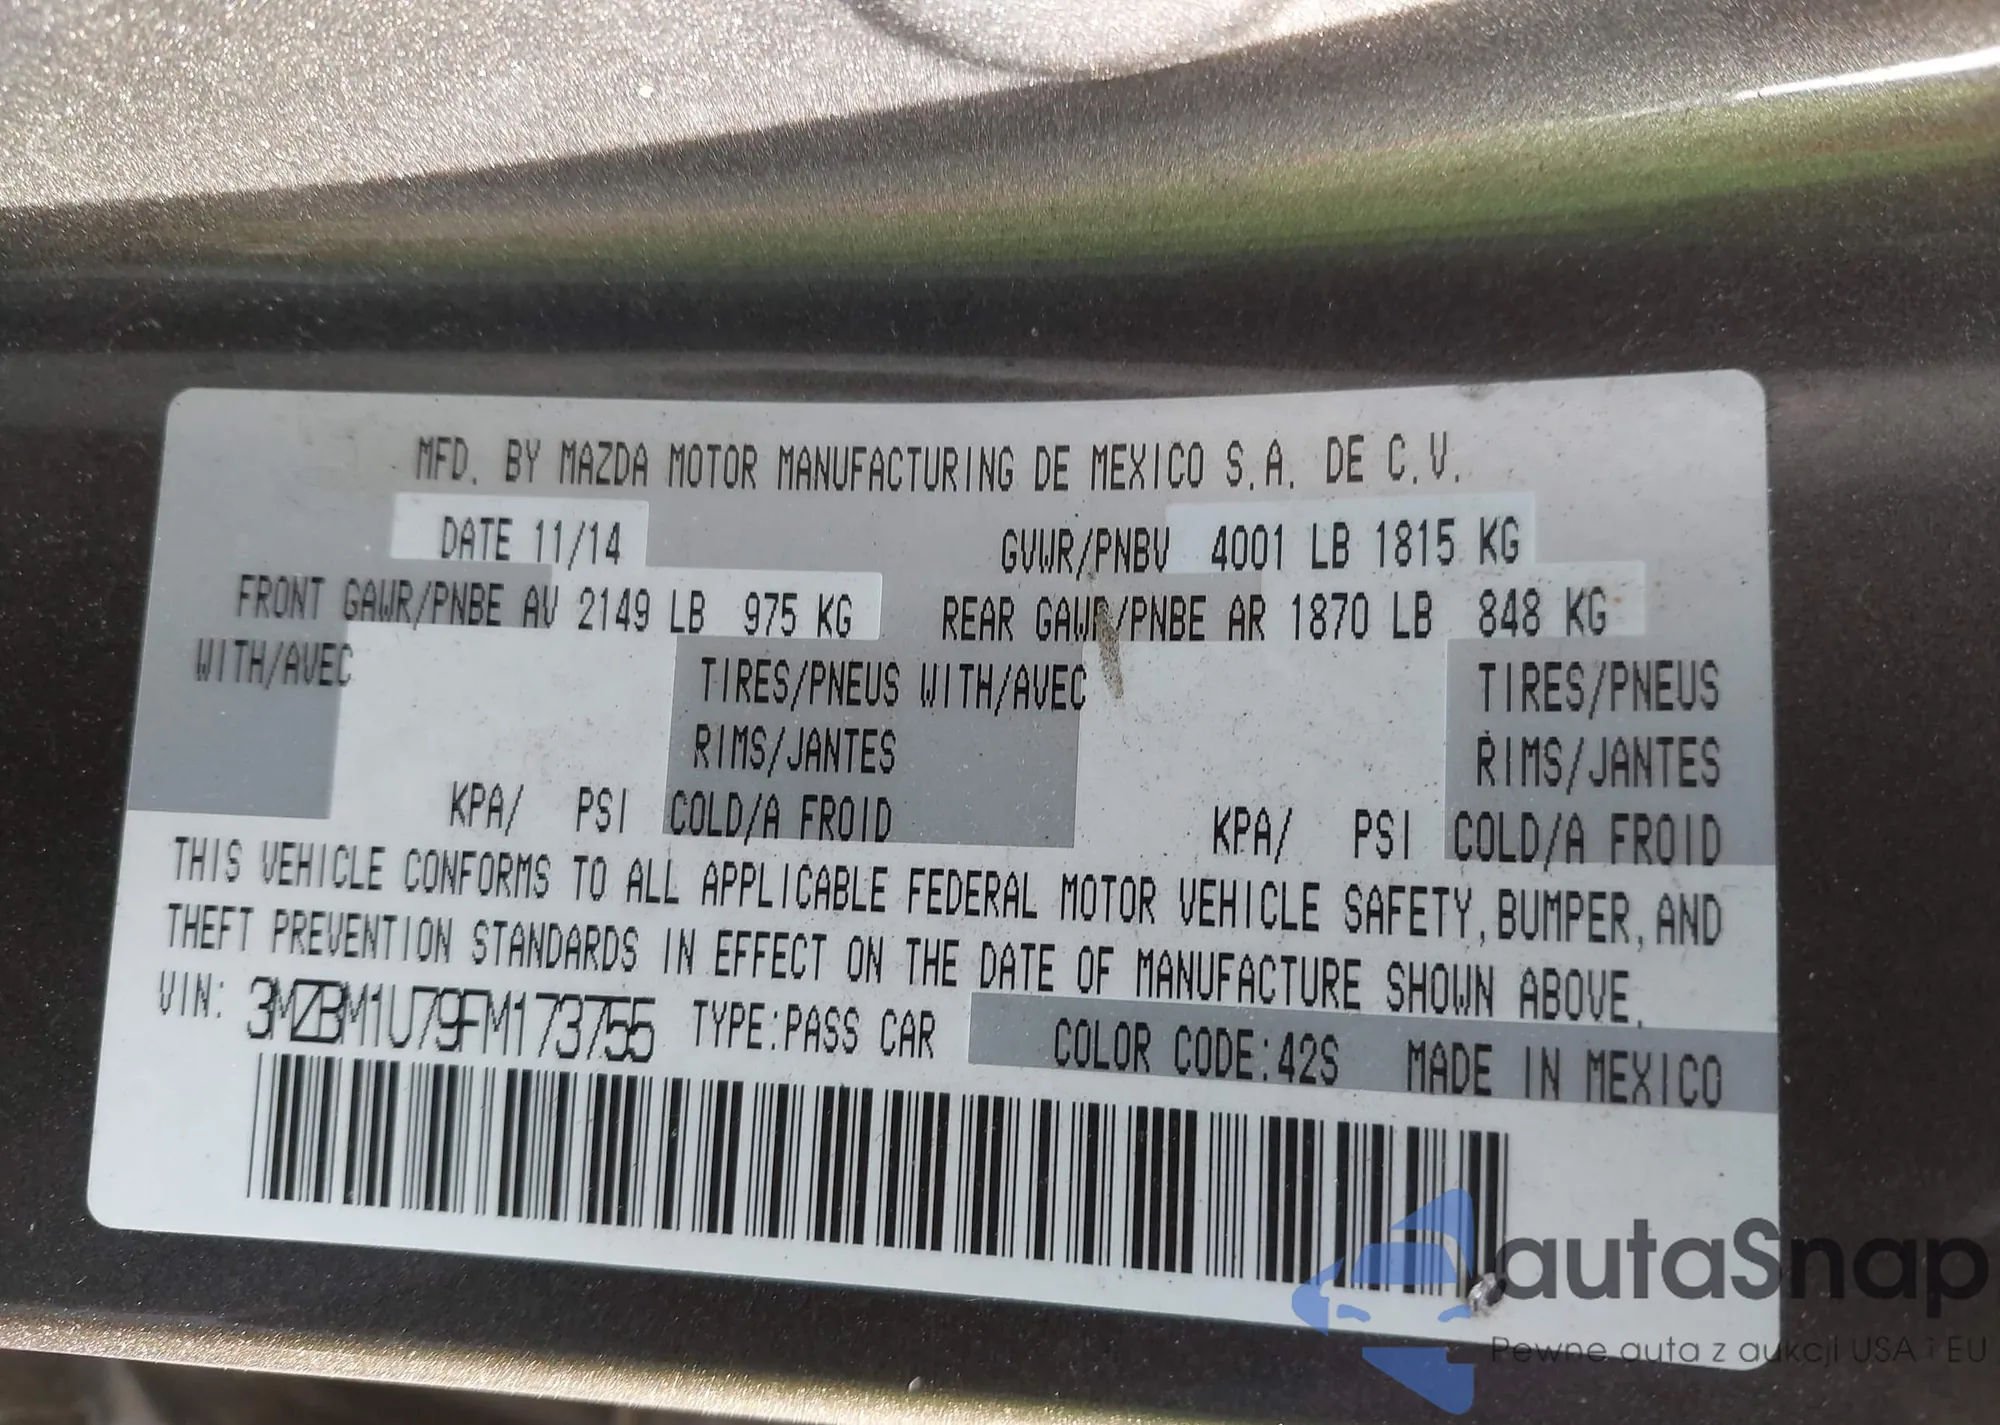 MFD. BY MAZDA MOTOR MANUFACTURING DE MEXICO S.A. DE C.V.
DATE 11/14 GVWR/PNBV 4001 LB 1815 KG
FRONT GAWR/PNBE AV 2149 LB 975 KG REAR GAWR/PNBE AR 1870 LB 848 KG
WITH/AVEC TIRES/PNEUS WITH/AVEC TIRES/PNEUS
RIMS/JANTES RIMS/JANTES
KPA/ PSI COLD/A FROID KPA/ PSI COLD/A FROID
THIS VEHICLE CONFORMS TO ALL APPLICABLE FEDERAL MOTOR VEHICLE SAFETY,BUMPER,AND
THEFT PREVENTION STANDARDS IN EFFECT ON THE DATE OF MANUFACTURE SHOWN ABOVE.
VIN: 3MZBM1U79FM173755 TYPE:PASS CAR COLOR CODE:42S MADE IN MEXICO
autaSnap
Pewne auta z aukcji USA i EU